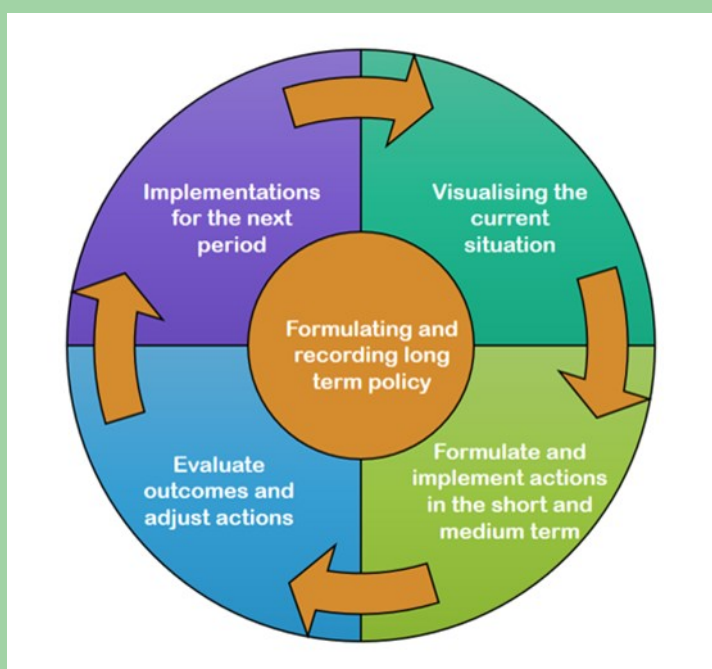 Implementations
for the next
period
Visualising the
current
situation
Formulating and
recording long
term policy
Evaluate
outcomes and
adjust actions
Formulate and
implement actions
in the short and
medium term